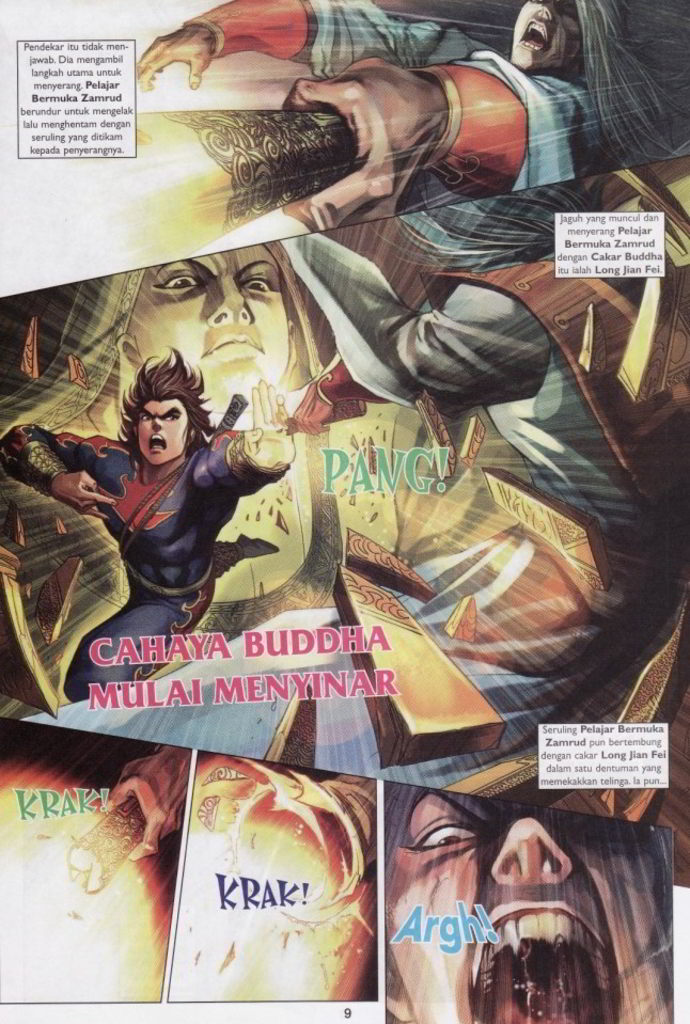 Pendekar itu tidak men-
jawab. Dia mengambil
langkah utama untuk
menyerang. Pelajar
Bermuka Zamrud
berundur untuk mengelak
lalu menghentam dengan
seruling yang ditikam
kepada penyerangnya.
Jaguh yang muncul dan
menyerang Pelajar
Bermuka Zamrud
dengan Cakar Buddha
itu ialah Long Jian Fei.
PANG!
CAHAYA BUDDHA
MULAI MENYINAR
Seruling Pelajar Bermuka
Zamrud pun bertembung
dengan cakar Long Jian Fei
dalam satu dentuman yang
memekakkan telinga. Ia pun...
KRAK!
KRAK!
Argh!
9